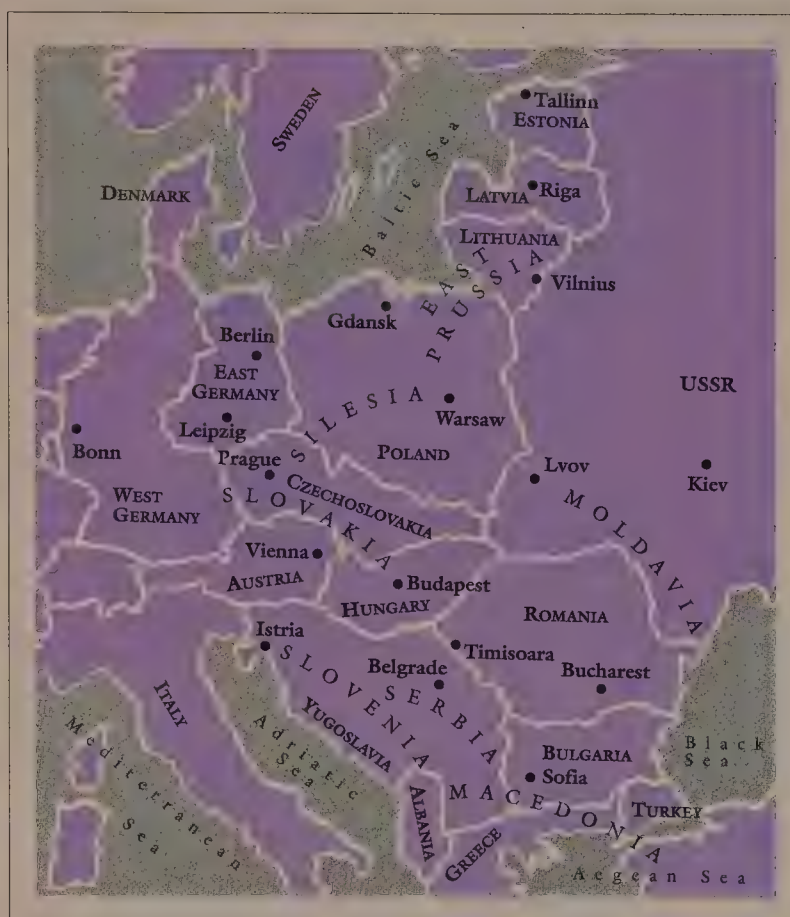 SWEDEN
Tallinn
ESTONIA
DENMARK
Baltic Sea
LATVIA
Riga
LITHUANIA
EAST
PRUSSIA
Vilnius
Gdansk
Berlin
EAST
GERMANY
Leipzig
SILESIA
Warsaw
USSR
Bonn
POLAND
Prague
Lvov
Kiev
WEST
GERMANY
SLOVAKIA
CZECHOSLOVAKIA
MOLDAVIA
Vienna
AUSTRIA
Budapest
HUNGARY
ROMANIA
Istria
Timisoara
SLOVENIA
Belgrade
SERBIA
Bucharest
ITALY
YUGOSLAVIA
Adriatic
Sea
Mediterranean
Sea
BULGARIA
Sofia
Black
Sea
ALBANIA
MACEDONIA
TURKEY
GREECE
Aegean Sea